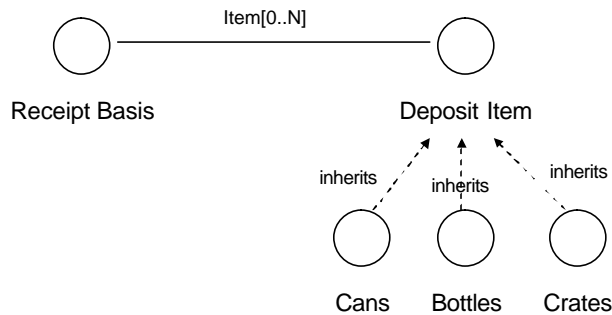 Item[0..N]
Receipt Basis
Deposit Item
inherits
inherits
inherits
Cans
Bottles
Crates